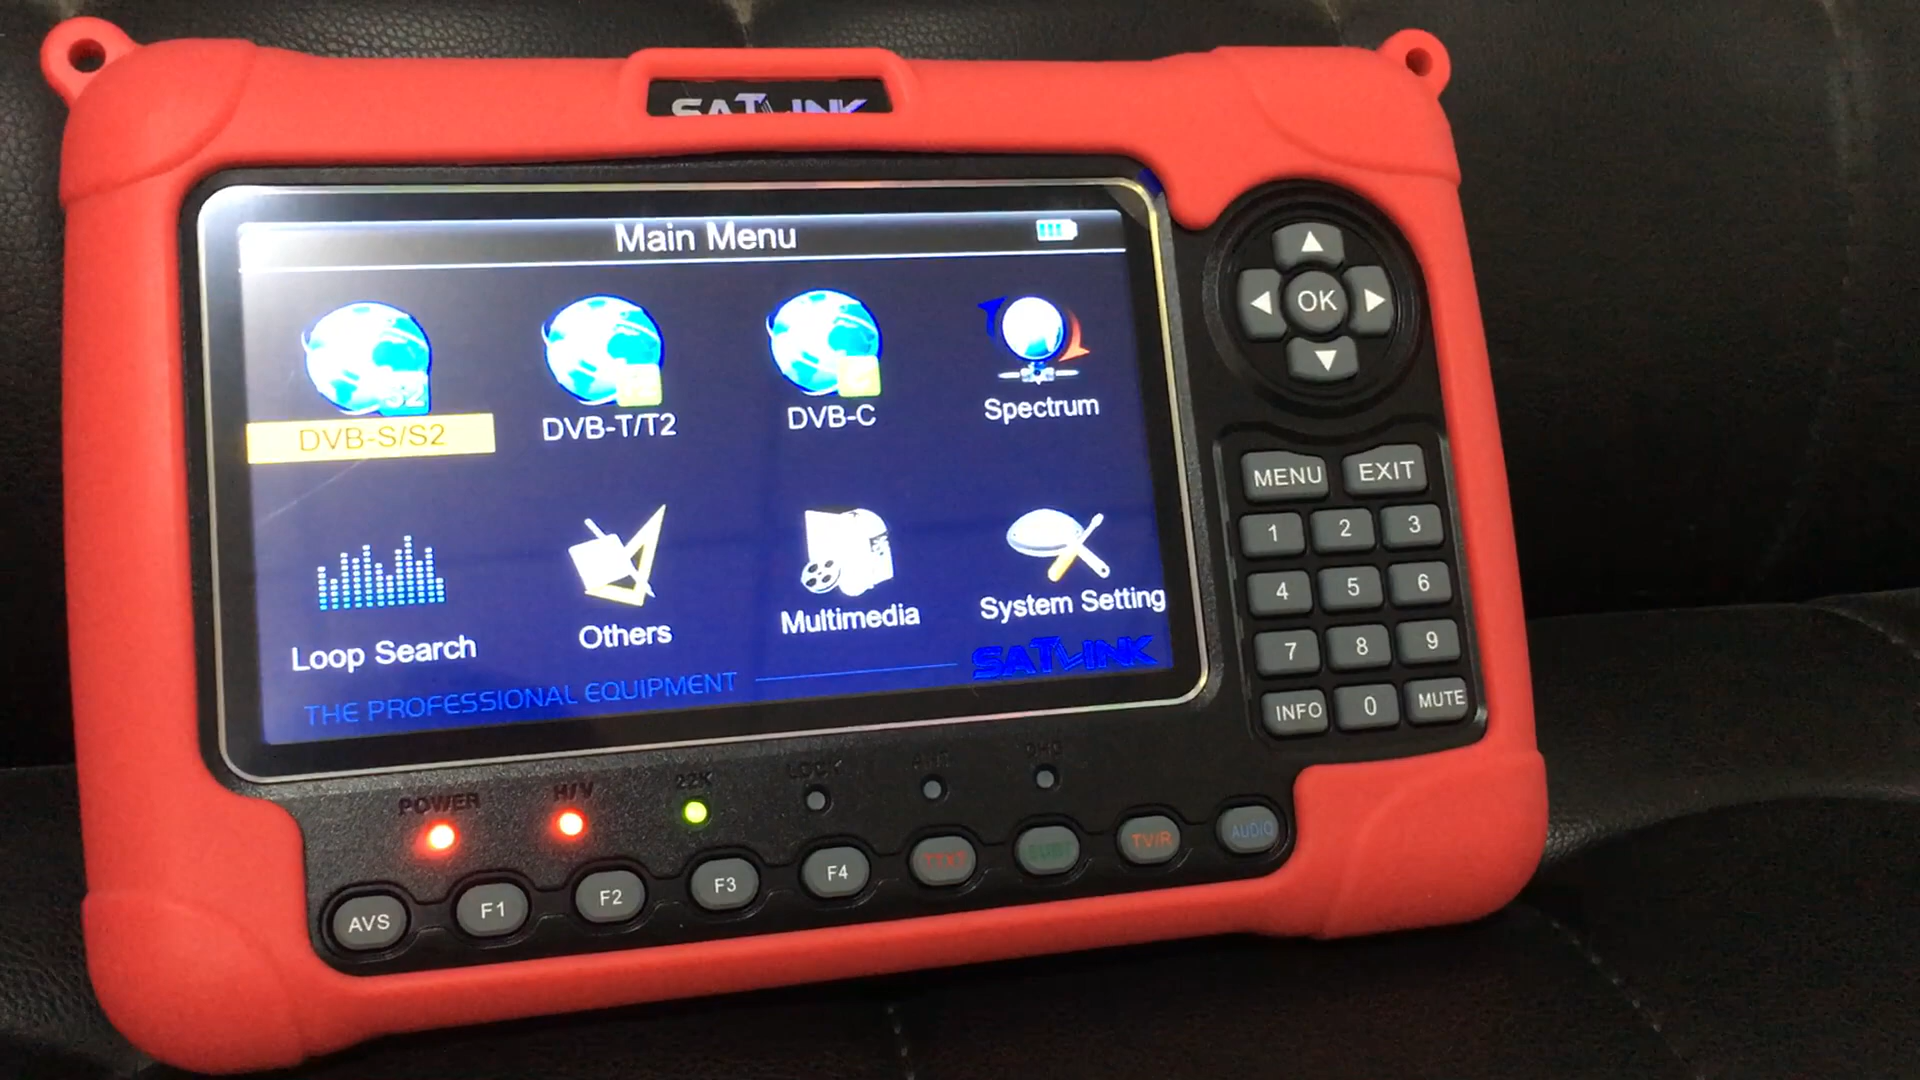 SATLINK
Main Menu
DVB-S/S2
DVB-T/T2
DVB-C
Spectrum
Loop Search
Others
Multimedia
System Setting
THE PROFESSIONAL EQUIPMENT
SATLINK
OK
MENU EXIT
1 2 3
4 5 6
7 8 9
INFO 0 MUTE
POWER H/V 22K LOCK
AVS F1 F2 F3 F4 TTXT TV/R AUDIO